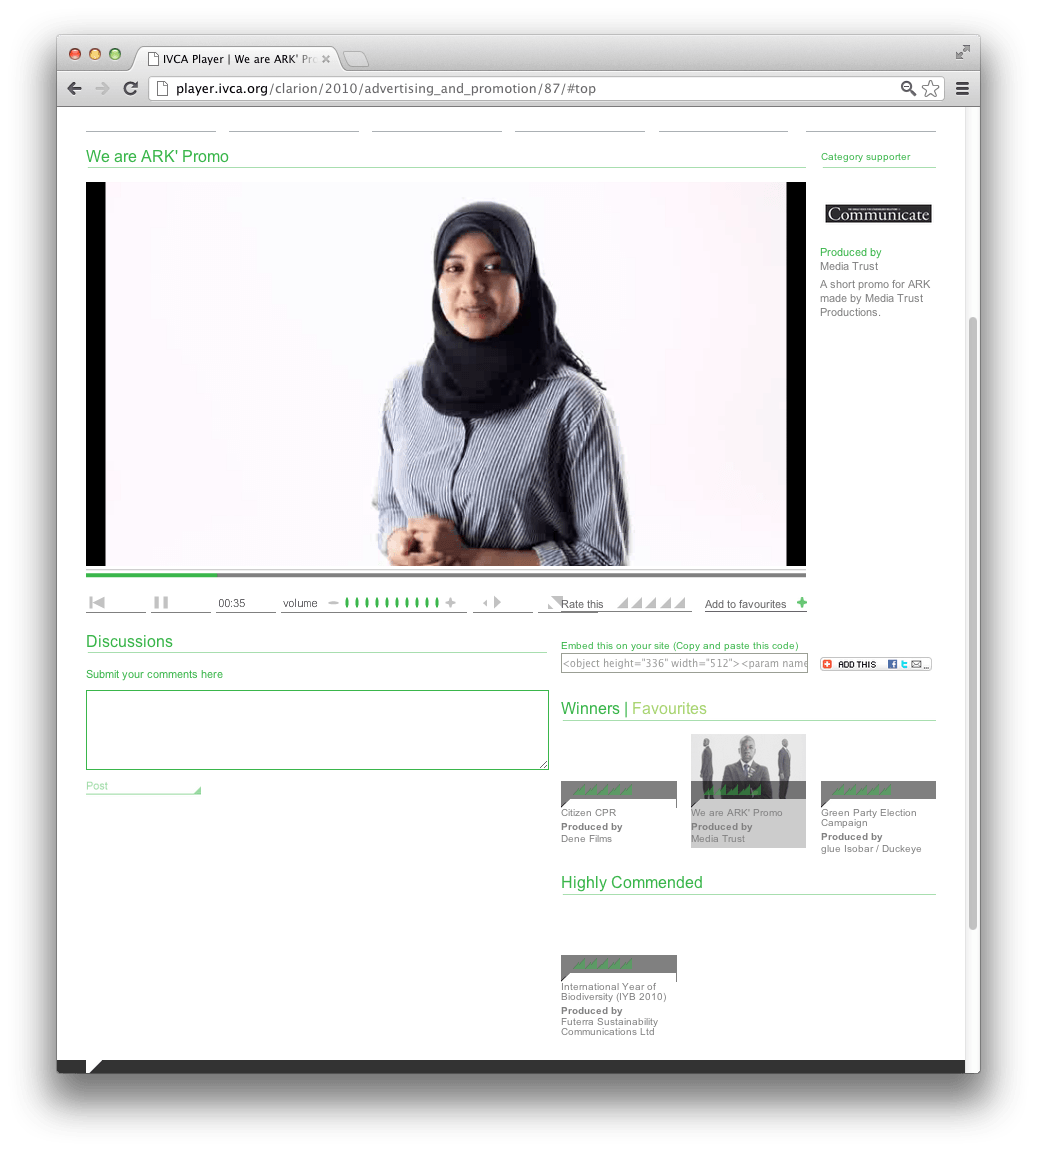 IVCA Player | We are ARK' Pro
player.ivca.org/clarion/2010/advertising_and_promotion/87/#top
We are ARK' Promo
Category supporter
Communicate
Produced by
Media Trust
A short promo for ARK
made by Media Trust
Productions.
00:35
volume
Rate this
Add to favourites
Discussions
Submit your comments here
Post
Embed this on your site (Copy and paste this code)
<object height="336" width="512"><param name
ADD THIS
...
Winners | Favourites
Citizen CPR
Produced by
Dene Films
We are ARK' Promo
Produced by
Media Trust
Green Party Election
Campaign
Produced by
glue Isobar / Duckeye
Highly Commended
International Year of
Biodiversity (IYB 2010)
Produced by
Futerra Sustainability
Communications Ltd